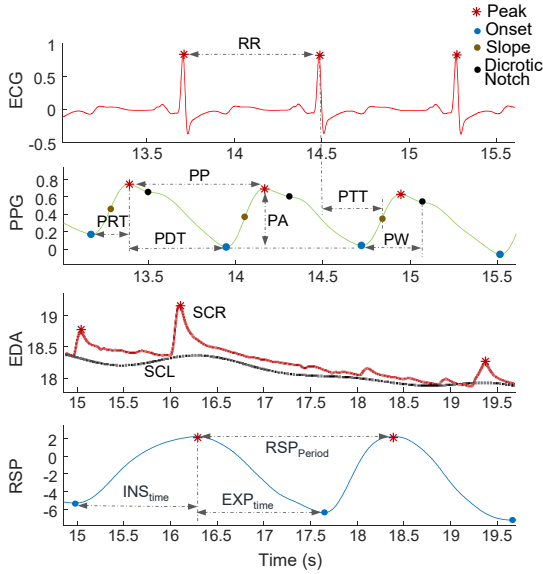 Peak
Onset
Slope
Dicrotic
Notch
ECG
1
0.5
0
-0.5
RR
13.5 14 14.5 15 15.5
PPG
0.8
0.6
0.4
0.2
0
PP
PRT
PDT
PA
PTT
PW
13.5 14 14.5 15 15.5
EDA
19
18.5
18
SCR
SCL
15 15.5 16 16.5 17 17.5 18 18.5 19 19.5
RSP
2
0
-2
-4
-6
RSPPeriod
INStime
EXPtime
15 15.5 16 16.5 17 17.5 18 18.5 19 19.5
Time (s)